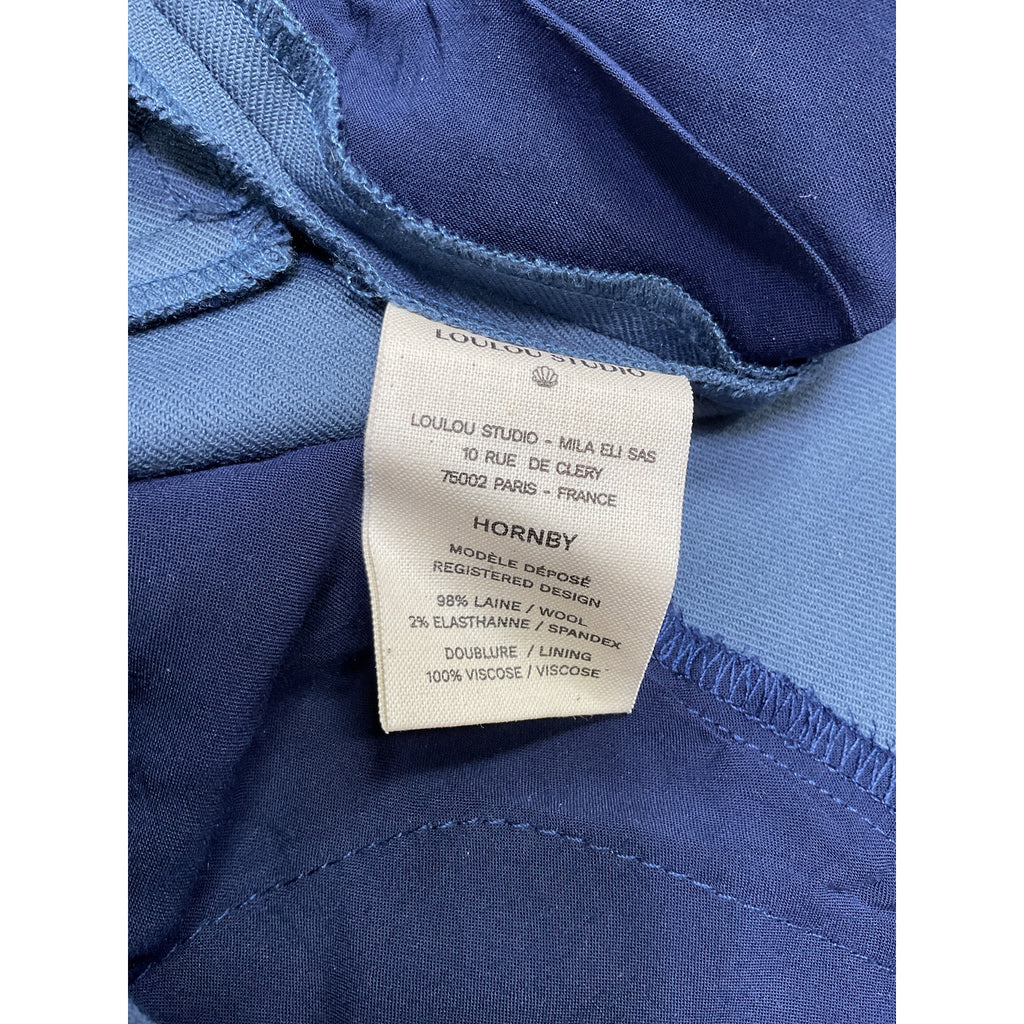 LOULOU STUDIO
LOULOU STUDIO - MILA ELI SAS
10 RUE DE CLERY
75002 PARIS - FRANCE
HORNBY
MODÈLE DÉPOSÉ
REGISTERED DESIGN
98% LAINE / WOOL
2% ELASTHANNE / SPANDEX
DOUBLURE / LINING
100% VISCOSE / VISCOSE